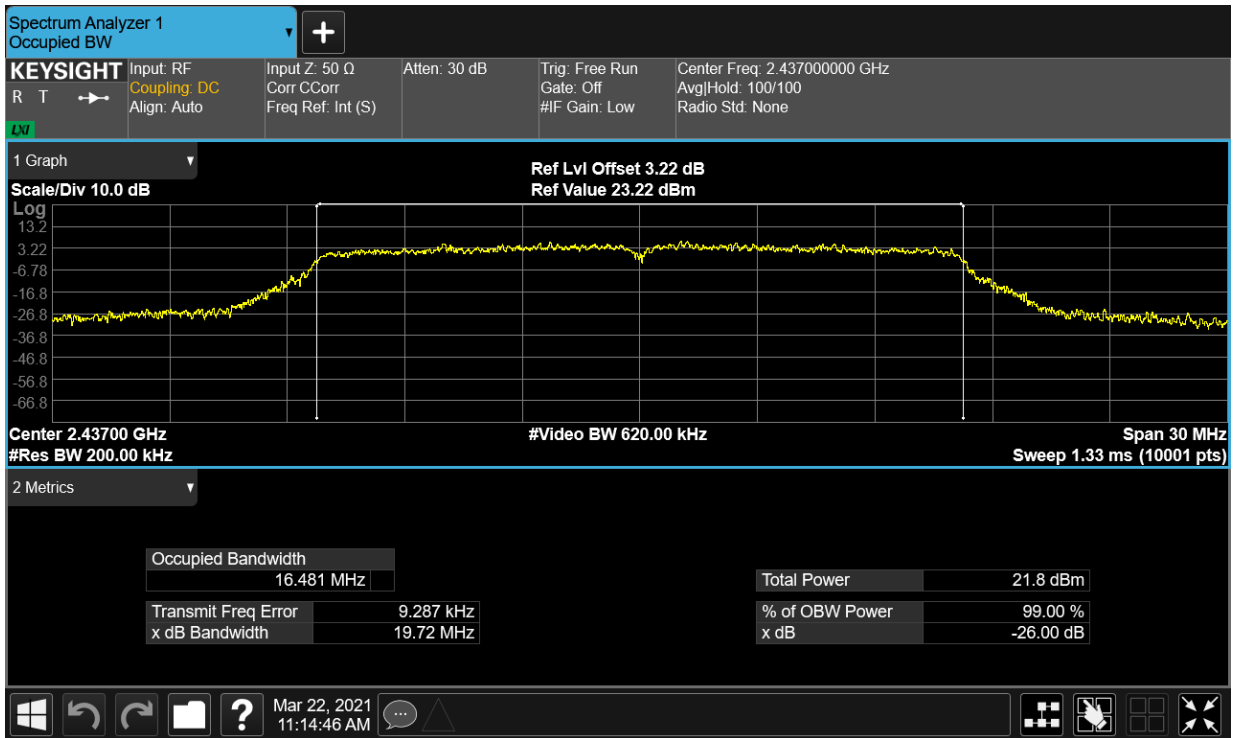 Spectrum Analyzer 1
Occupied BW
▼
+
KEYSIGHT
R T
LXI
Input: RF
Coupling: DC
Align: Auto
Input Z: 50 Ω
Corr CCorr
Freq Ref: Int (S)
Atten: 30 dB
Trig: Free Run
Gate: Off
#IF Gain: Low
Center Freq: 2.437000000 GHz
Avg|Hold: 100/100
Radio Std: None
1 Graph
▼
Scale/Div 10.0 dB
Ref Lvl Offset 3.22 dB
Ref Value 23.22 dBm
Log
13.2
3.22
-6.78
-16.8
-26.8
-36.8
-46.8
-56.8
-66.8
Center 2.43700 GHz
#Video BW 620.00 kHz
Span 30 MHz
#Res BW 200.00 kHz
Sweep 1.33 ms (10001 pts)
2 Metrics
▼
Occupied Bandwidth
16.481 MHz
Total Power 21.8 dBm
Transmit Freq Error 9.287 kHz
% of OBW Power 99.00 %
x dB Bandwidth 19.72 MHz
x dB -26.00 dB
?
Mar 22, 2021
11:14:46 AM
...